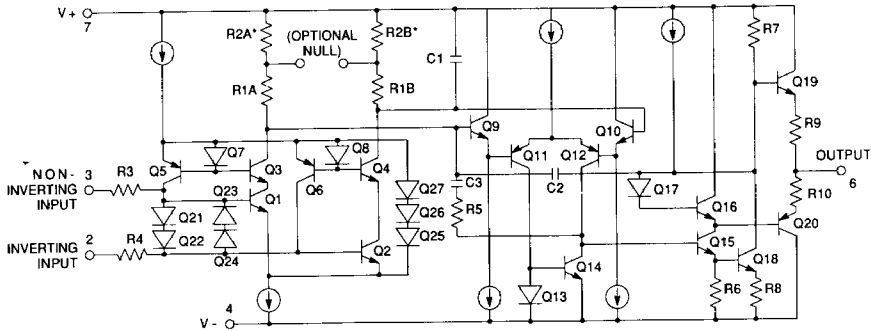 V+
7
R2A*
(OPTIONAL
NULL)
R2B*
C1
R7
R1A
R1B
Q19
Q9
Q10
R9
Q7
Q8
Q5
Q3
Q6
Q4
Q11
Q12
OUTPUT
6
NON-
INVERTING
INPUT
3
R3
Q23
Q1
Q27
C3
C2
Q17
R10
Q21
Q26
R5
Q16
Q20
Q22
Q25
INVERTING
INPUT
2
R4
Q24
Q2
Q15
Q14
Q18
Q13
R6
R8
V-
4